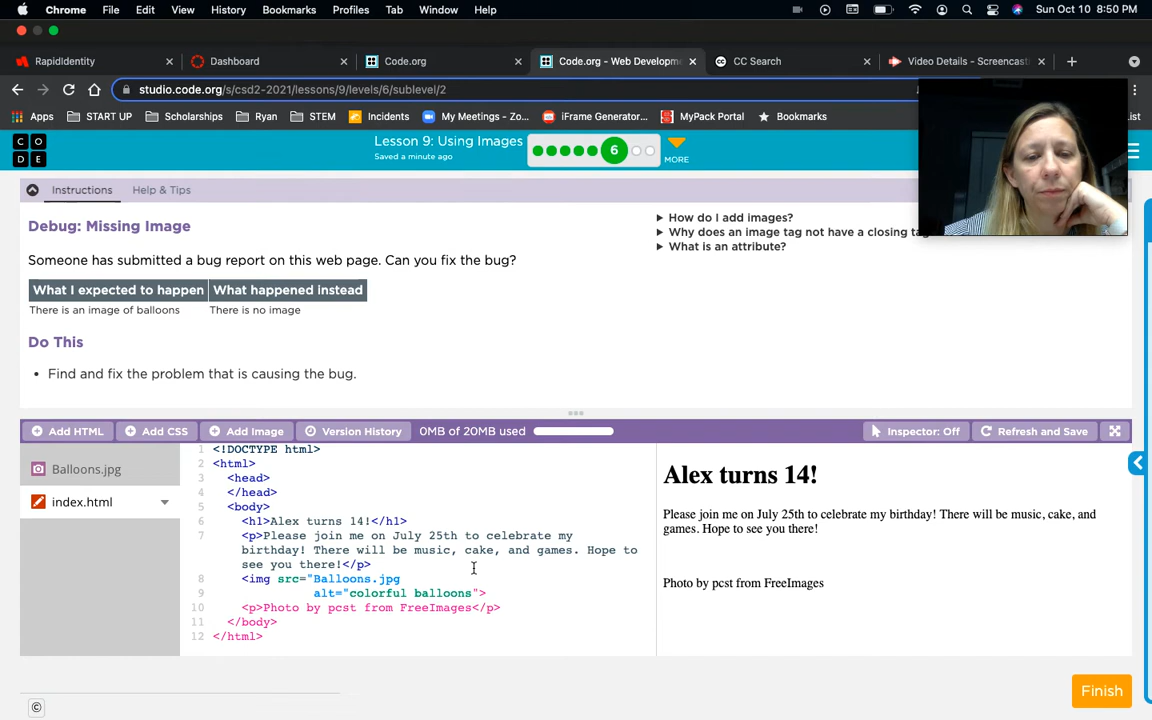 Chrome File Edit View History Bookmarks Profiles Tab Window Help Sun Oct 10 8:50 PM
RapidIdentity Dashboard Code.org Code.org - Web Developm CC Search Video Details - Screencast
studio.code.org/s/csd2-2021/lessons/9/levels/6/sublevel/2
Apps START UP Scholarships Ryan STEM Incidents My Meetings - Zo... iFrame Generator... MyPack Portal Bookmarks List
CO
DE
Lesson 9: Using Images
Saved a minute ago
6
MORE
Instructions Help & Tips
Debug: Missing Image
Someone has submitted a bug report on this web page. Can you fix the bug?
What I expected to happen What happened instead
There is an image of balloons There is no image
Do This
• Find and fix the problem that is causing the bug.
How do I add images?
Why does an image tag not have a closing tag
What is an attribute?
Add HTML Add CSS Add Image Version History 0MB of 20MB used Inspector: Off Refresh and Save
Balloons.jpg
index.html
1 <!DOCTYPE html>
2 <html>
3 <head>
4 </head>
5 <body>
6 <h1>Alex turns 14!</h1>
7 <p>Please join me on July 25th to celebrate my
birthday! There will be music, cake, and games. Hope to
see you there!</p>
8 <img src="Balloons.jpg
9 alt="colorful balloons">
10 <p>Photo by pcst from FreeImages</p>
11 </body>
12 </html>
Alex turns 14!
Please join me on July 25th to celebrate my birthday! There will be music, cake, and
games. Hope to see you there!
Photo by pcst from FreeImages
Finish
©